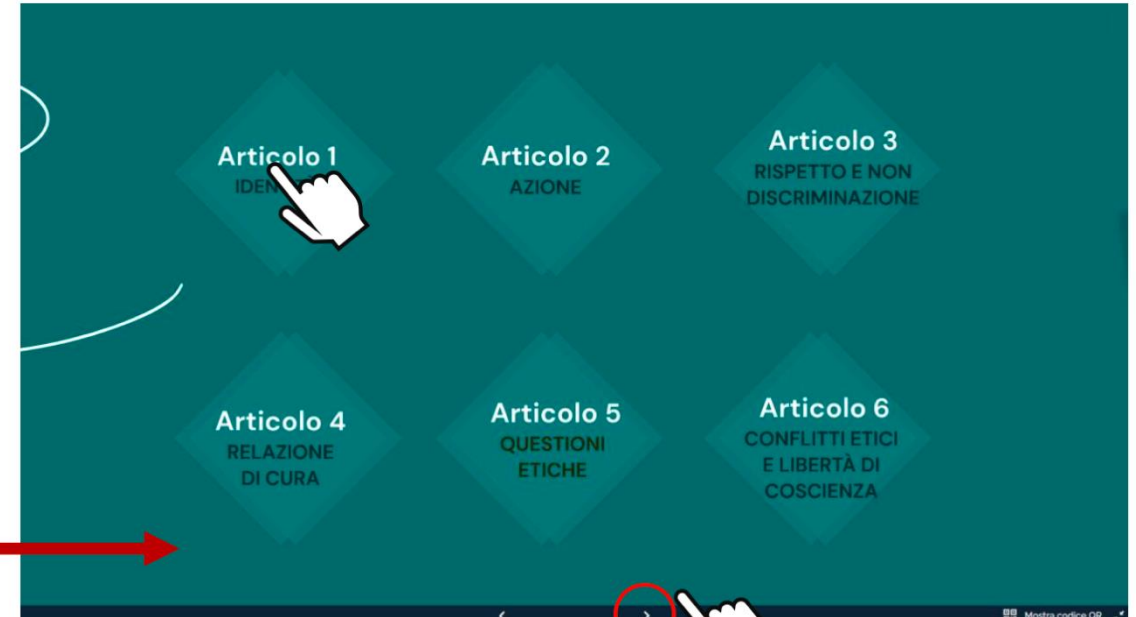 Articolo 1
Articolo 2
AZIONE
Articolo 3
RISPETTO E NON
DISCRIMINAZIONE
Articolo 4
RELAZIONE
DI CURA
Articolo 5
QUESTIONI
ETICHE
Articolo 6
CONFLITTI ETICI
E LIBERTÀ DI
COSCIENZA
Mostra codice QR